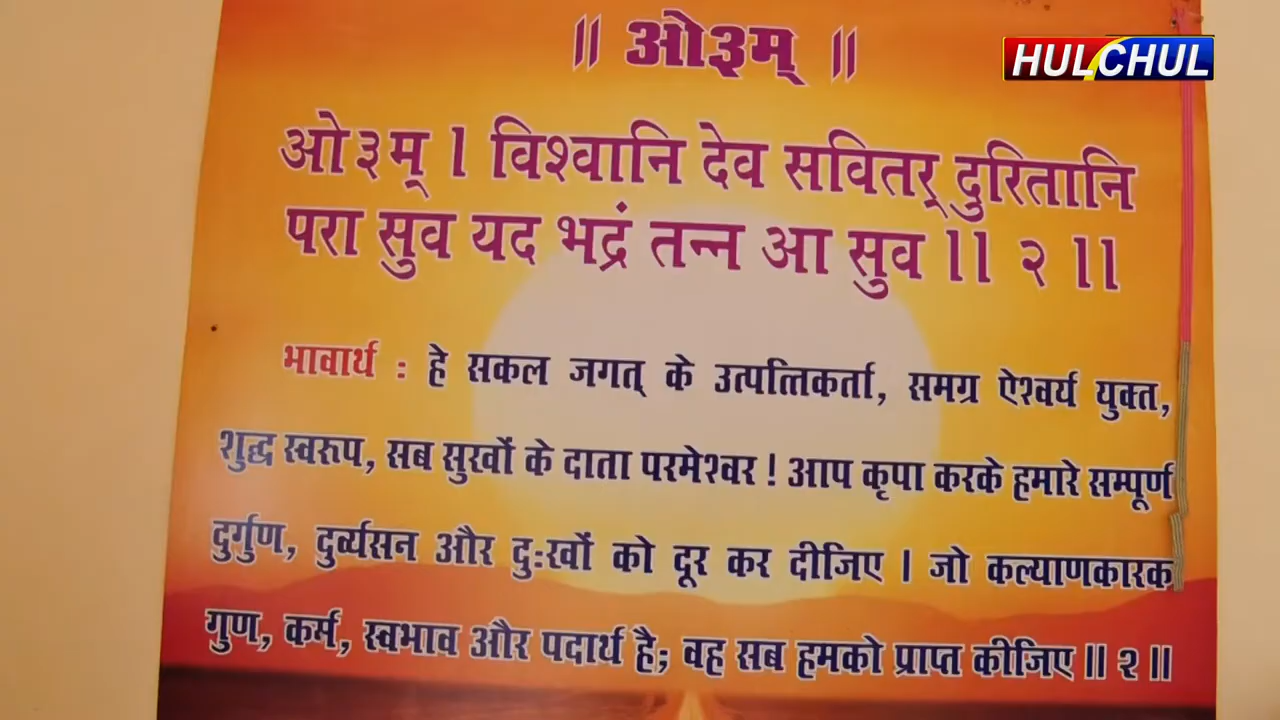 ॥ ओ३म् ॥
HULCHUL
ओ३म् । विश्वानि देव सवितर् दुरितानि
परा सुव यद भद्रं तन्न आ सुव ।। २ ।।
भावार्थ : हे सकल जगत् के उत्पत्तिकर्ता, समग्र ऐश्वर्य युक्त,
शुद्ध स्वरूप, सब सुखों के दाता परमेश्वर ! आप कृपा करके हमारे सम्पूर्ण
दुर्गुण, दुर्व्यसन और दुःखों को दूर कर दीजिए । जो कल्याणकारक
गुण, कर्म, स्वभाव और पदार्थ है; वह सब हमको प्राप्त कीजिए ॥ २ ॥